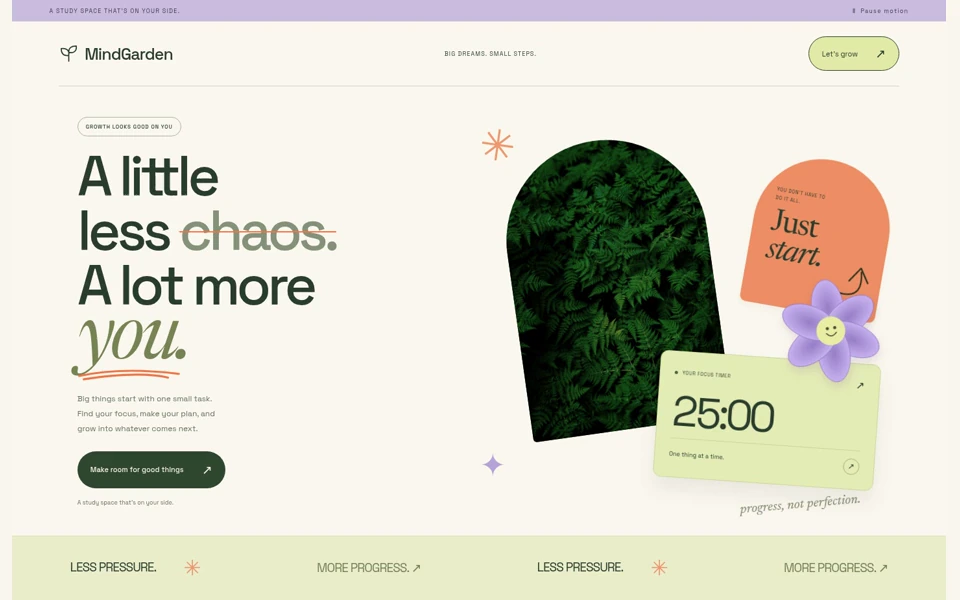 A STUDY SPACE THAT'S ON YOUR SIDE.
Pause motion
MindGarden
BIG DREAMS. SMALL STEPS.
Let's grow ↗
GROWTH LOOKS GOOD ON YOU
A little
less chaos.
A lot more
you.
Big things start with one small task.
Find your focus, make your plan, and
grow into whatever comes next.
Make room for good things ↗
A study space that's on your side.
YOU DON'T HAVE TO
DO IT ALL.
Just
start.
YOUR FOCUS TIMER ↗
25:00
One thing at a time. ↗
progress, not perfection.
LESS PRESSURE. MORE PROGRESS. ↗ LESS PRESSURE. MORE PROGRESS. ↗